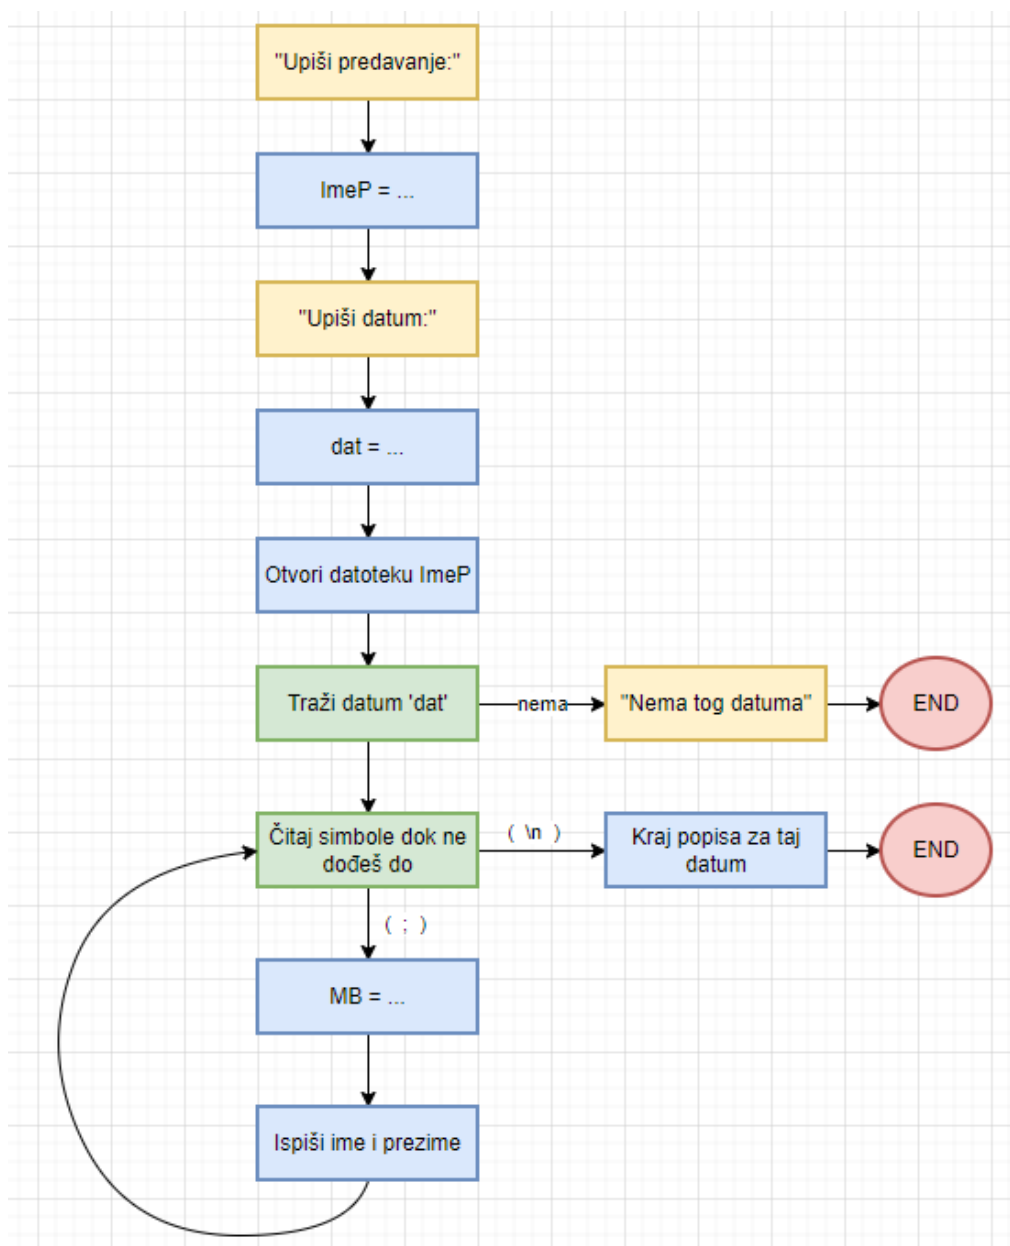 "Upiši predavanje:"
ImeP = ...
"Upiši datum:"
dat = ...
Otvori datoteku ImeP
Traži datum 'dat'
nema
"Nema tog datuma"
END
Čitaj simbole dok ne
dođeš do
( \n )
Kraj popisa za taj
datum
END
( ; )
MB = ...
Ispiši ime i prezime